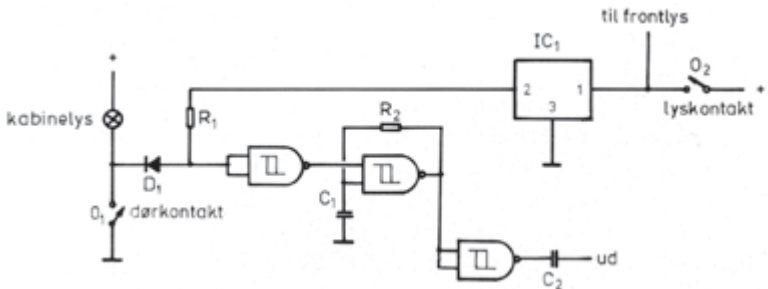 til frontlys
IC₁
O₂
+
+
2
1
3
lyskontakt
kabinelys
R₁
R₂
D₁
C₁
O₁ dørkontakt
C₂
ud